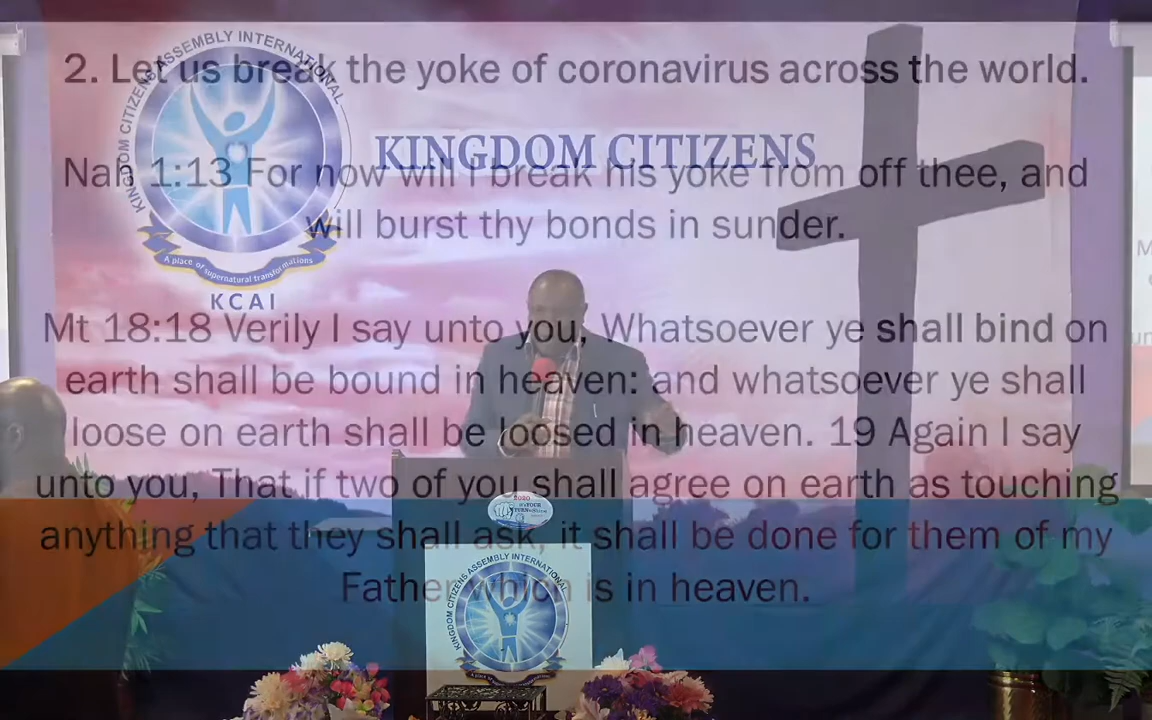 2. Let us break the yoke of coronavirus across the world.
KINGDOM CITIZENS ASSEMBLY INTERNATIONAL
KINGDOM CITIZENS
Nah 1:13 For now will I break his yoke from off thee, and
will burst thy bonds in sunder.
A place of supernatural transformations
KCAI
Mt 18:18 Verily I say unto you, Whatsoever ye shall bind on
earth shall be bound in heaven: and whatsoever ye shall
loose on earth shall be loosed in heaven. 19 Again I say
unto you, That if two of you shall agree on earth as touching
anything that they shall ask, it shall be done for them of my
Father which is in heaven.
2020
KINGDOM CITIZENS ASSEMBLY INTERNATIONAL